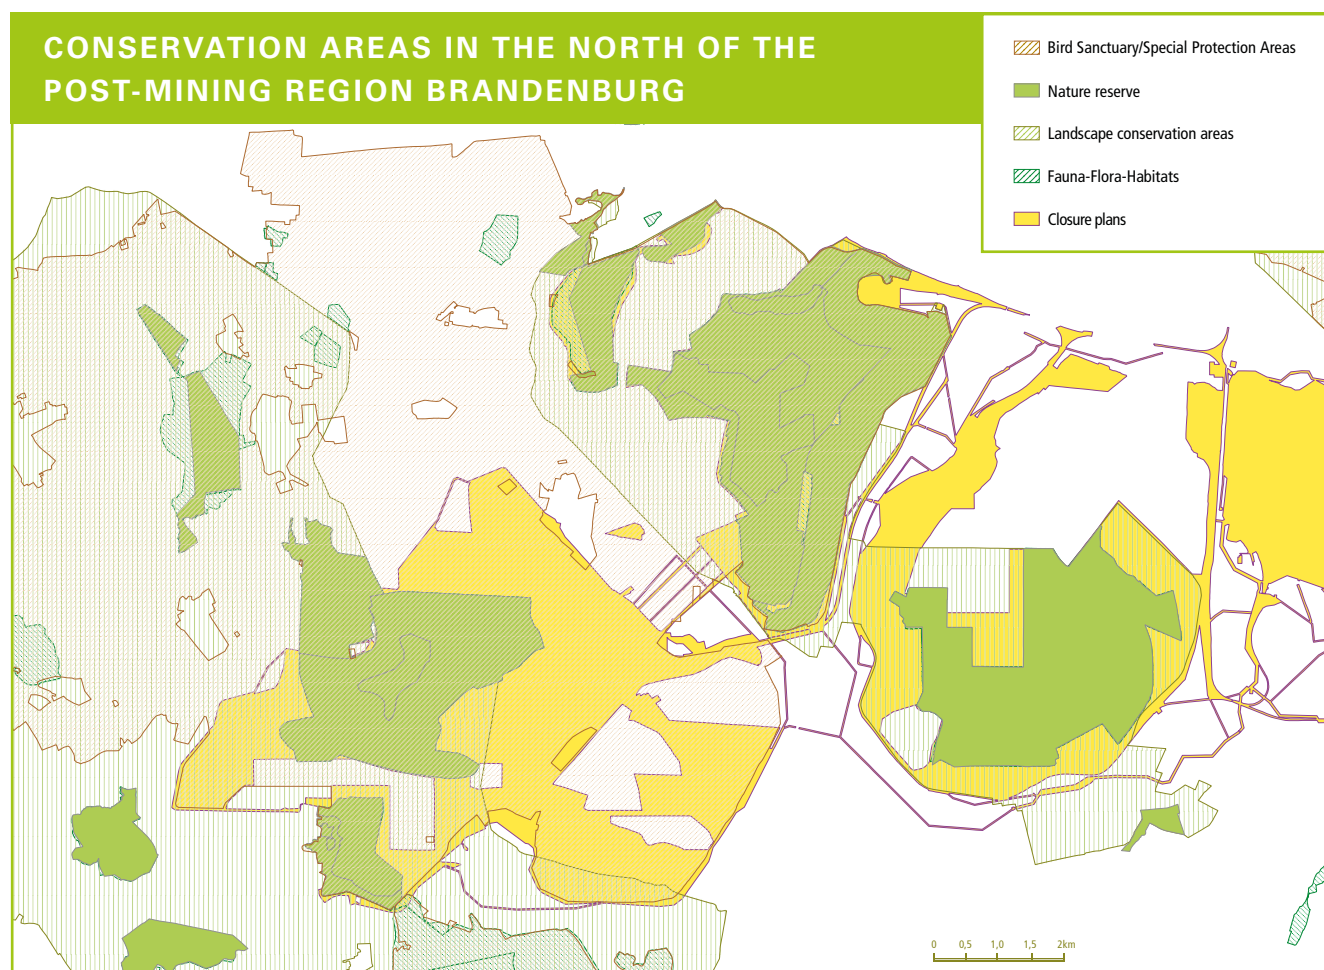 CONSERVATION AREAS IN THE NORTH OF THE
POST-MINING REGION BRANDENBURG
Bird Sanctuary/Special Protection Areas
Nature reserve
Landscape conservation areas
Fauna-Flora-Habitats
Closure plans
0 0,5 1,0 1,5 2km